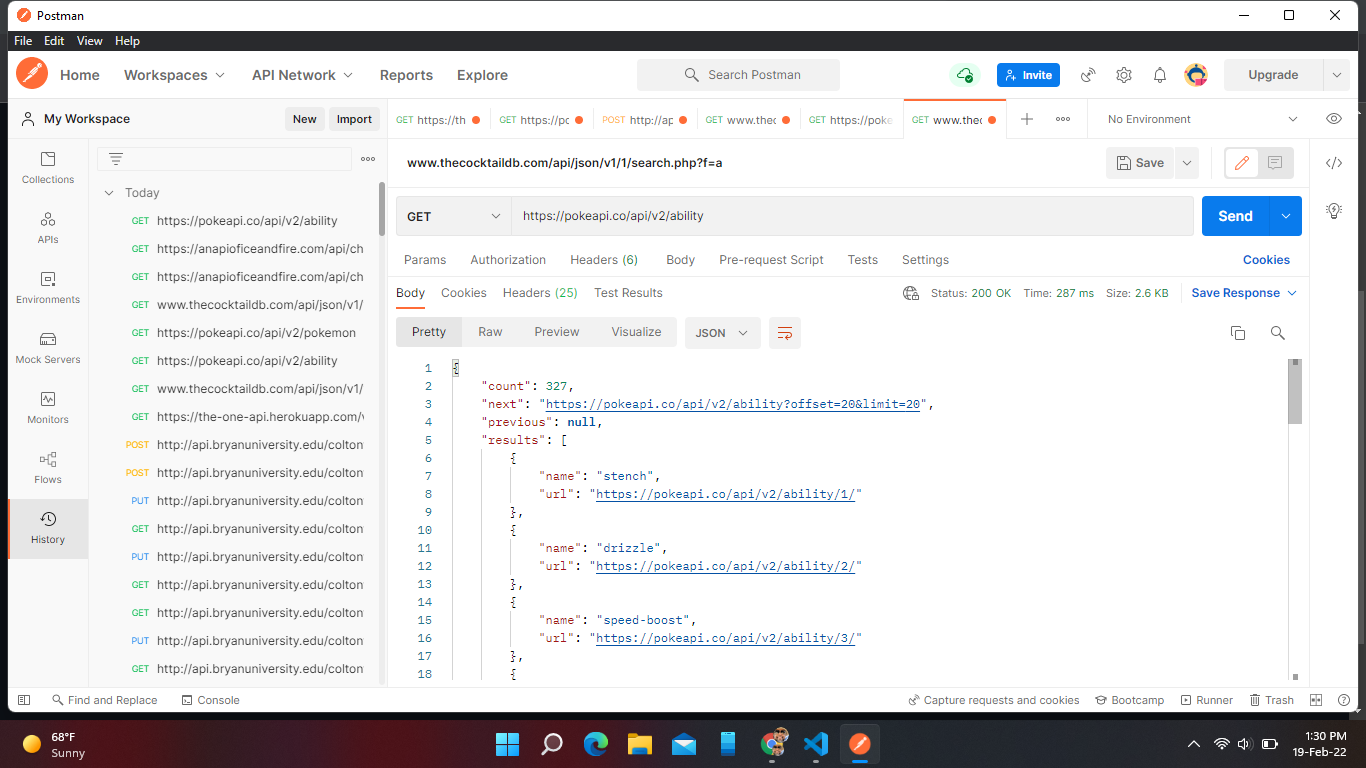 Postman
File Edit View Help
Home Workspaces API Network Reports Explore Search Postman Invite Upgrade
My Workspace New Import
GET https://th GET https://po POST http://ap GET www.thec GET https://poke GET www.thec No Environment
www.thecocktaildb.com/api/json/v1/1/search.php?f=a Save
GET https://pokeapi.co/api/v2/ability Send
Params Authorization Headers (6) Body Pre-request Script Tests Settings Cookies
Body Cookies Headers (25) Test Results Status: 200 OK Time: 287 ms Size: 2.6 KB Save Response
Pretty Raw Preview Visualize JSON
Collections
APIs
Environments
Mock Servers
Monitors
Flows
History
Today
GET https://pokeapi.co/api/v2/ability
GET https://anapioficeandfire.com/api/ch
GET https://anapioficeandfire.com/api/ch
GET www.thecocktaildb.com/api/json/v1/
GET https://pokeapi.co/api/v2/pokemon
GET https://pokeapi.co/api/v2/ability
GET www.thecocktaildb.com/api/json/v1/
GET https://the-one-api.herokuapp.com/v
POST http://api.bryanuniversity.edu/colton
POST http://api.bryanuniversity.edu/colton
PUT http://api.bryanuniversity.edu/colton
GET http://api.bryanuniversity.edu/colton
PUT http://api.bryanuniversity.edu/colton
GET http://api.bryanuniversity.edu/colton
GET http://api.bryanuniversity.edu/colton
PUT http://api.bryanuniversity.edu/colton
GET http://api.bryanuniversity.edu/colton
1 {
2 "count": 327,
3 "next": "https://pokeapi.co/api/v2/ability?offset=20&limit=20",
4 "previous": null,
5 "results": [
6 {
7 "name": "stench",
8 "url": "https://pokeapi.co/api/v2/ability/1/"
9 },
10 {
11 "name": "drizzle",
12 "url": "https://pokeapi.co/api/v2/ability/2/"
13 },
14 {
15 "name": "speed-boost",
16 "url": "https://pokeapi.co/api/v2/ability/3/"
17 },
18 {
Find and Replace Console Capture requests and cookies Bootcamp Runner Trash
68°F
Sunny
1:30 PM
19-Feb-22